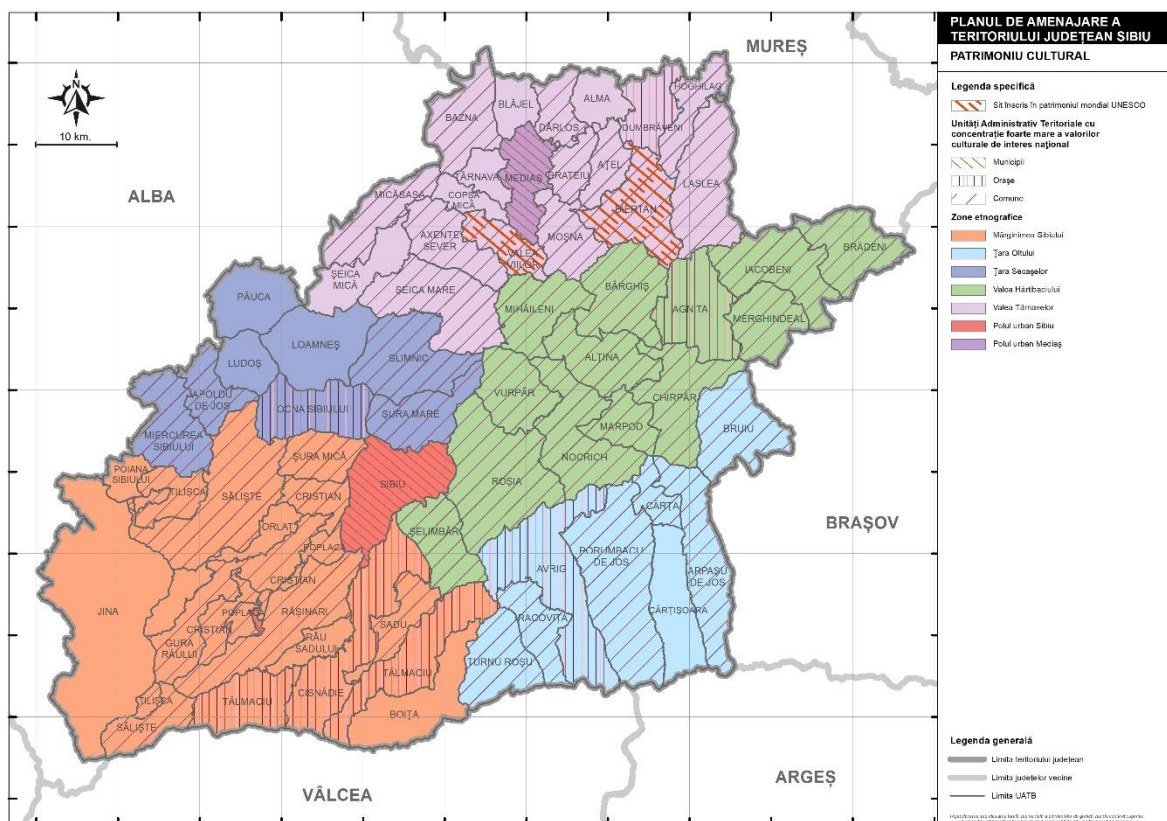 PLANUL DE AMENAJARE A
TERITORIULUI JUDEȚEAN SIBIU
PATRIMONIU CULTURAL
Legenda specifică
Sit înscris în patrimoniul mondial UNESCO
Unități Administrativ Teritoriale cu
concentrație foarte mare a valorilor
culturale de interes național
Municipii
Orașe
Comune
Zone etnografice
Mărginimea Sibiului
Țara Oltului
Țara Secașelor
Valea Hârtibaciului
Valea Târnavelor
Polul urban Sibiu
Polul urban Mediaș
Legenda generală
Limita teritoriului județean
Limita județelor vecine
Limita UATB
N
10 km.
MUREȘ
ALBA
BRAȘOV
ARGEȘ
VÂLCEA
HOGHILAG
BLĂJEL
ALMA
BAZNA
DÂRLOS
DUMBRĂVENI
AȚEL
TÂRNAVA
MEDIAȘ
BRATEIU
LASLEA
MICĂSASA
COPȘA
MICĂ
BIERTAN
AXENTE
SEVER
MOȘNA
VALEA
VIILOR
BRĂDENI
ȘEICA
MICĂ
IACOBENI
ȘEICA MARE
BÂRGHIȘ
PĂUCA
MIHĂILENI
AGNITA
MERGHINDEAL
LOAMNEȘ
SLIMNIC
ALȚINA
LUDOȘ
CHIRPĂR
APOLDU
DE JOS
VURPĂR
OCNA SIBIULUI
ȘURA MARE
MARPOD
BRUIU
MIERCUREA
SIBIULUI
ȘURA MICĂ
NOCRICH
POIANA
SIBIULUI
TILIȘCA
SĂLIȘTE
CRISTIAN
SIBIU
ROȘIA
CÂRȚA
ORLAT
ȘELIMBĂR
POPLACA
PORUMBACU
DE JOS
AVRIG
ARPAȘU
DE JOS
CRISTIAN
JINA
POPLACA
RĂȘINARI
CÂRȚIȘOARA
RACOVIȚA
SADU
CRISTIAN
GURA
RÂULUI
RÂU
SADULUI
TURNU ROȘU
TĂLMACIU
TILIȘCA
TĂLMACIU
CISNĂDIE
BOIȚA
SĂLIȘTE